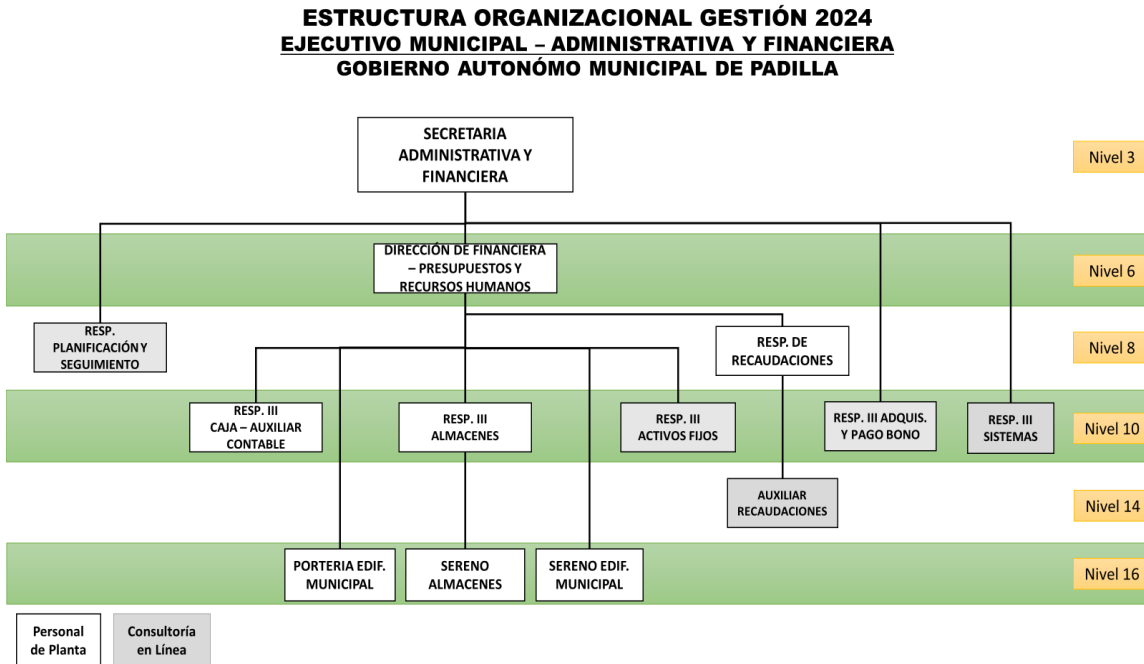 ESTRUCTURA ORGANIZACIONAL GESTIÓN 2024
EJECUTIVO MUNICIPAL – ADMINISTRATIVA Y FINANCIERA
GOBIERNO AUTONÓMO MUNICIPAL DE PADILLA
SECRETARIA
ADMINISTRATIVA Y
FINANCIERA
Nivel 3
DIRECCIÓN DE FINANCIERA
– PRESUPUESTOS Y
RECURSOS HUMANOS
Nivel 6
RESP.
PLANIFICACIÓN Y
SEGUIMIENTO
RESP. DE
RECAUDACIONES
Nivel 8
RESP. III
CAJA – AUXILIAR
CONTABLE
RESP. III
ALMACENES
RESP. III
ACTIVOS FIJOS
RESP. III ADQUIS.
Y PAGO BONO
RESP. III
SISTEMAS
Nivel 10
AUXILIAR
RECAUDACIONES
Nivel 14
PORTERIA EDIF.
MUNICIPAL
SERENO
ALMACENES
SERENO EDIF.
MUNICIPAL
Nivel 16
Personal
de Planta
Consultoría
en Línea